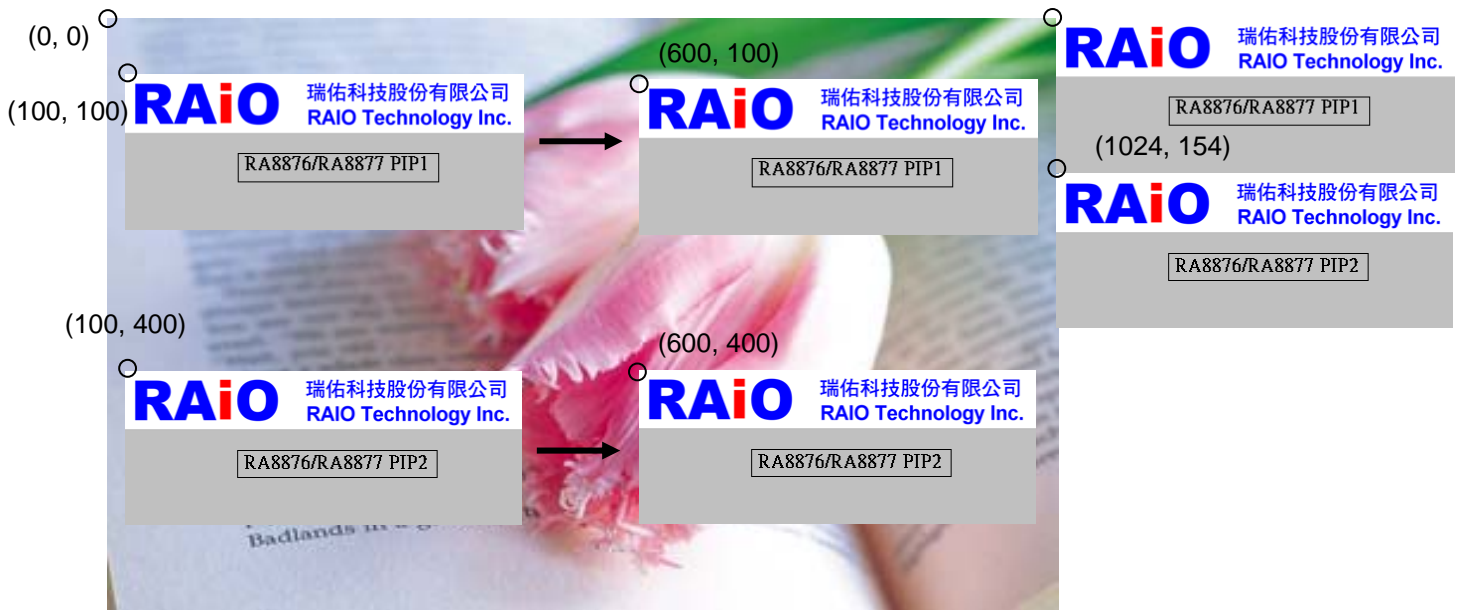 (0, 0)
(100, 100)
RAiO
瑞佑科技股份有限公司
RAIO Technology Inc.
RA8876/RA8877 PIP1
(600, 100)
RAiO
瑞佑科技股份有限公司
RAIO Technology Inc.
RA8876/RA8877 PIP1
RAiO
瑞佑科技股份有限公司
RAIO Technology Inc.
RA8876/RA8877 PIP1
(1024, 154)
RAiO
瑞佑科技股份有限公司
RAIO Technology Inc.
RA8876/RA8877 PIP2
(100, 400)
RAiO
瑞佑科技股份有限公司
RAIO Technology Inc.
RA8876/RA8877 PIP2
(600, 400)
RAiO
瑞佑科技股份有限公司
RAIO Technology Inc.
RA8876/RA8877 PIP2
Badlands in a